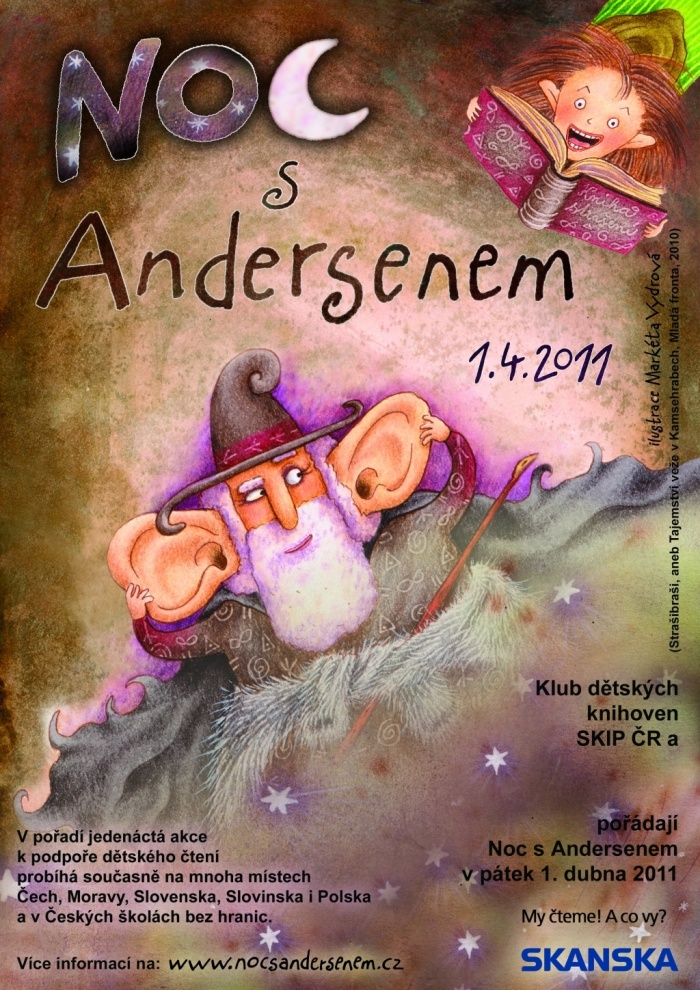 NOC
s
Andersenem
1.4.2011
ilustrace Markéta Vydrová
(Strašibraši, aneb Tajemství věže v Kamsehrabech, Mladá fronta, 2010)
Klub dětských
knihoven
SKIP ČR a
pořádají
Noc s Andersenem
v pátek 1. dubna 2011
My čteme! A co vy?
SKANSKA
V pořadí jedenáctá akce
k podpoře dětského čtení
probíhá současně na mnoha místech
Čech, Moravy, Slovenska, Slovinska i Polska
a v Českých školách bez hranic.
Více informací na: www.nocsandersenem.cz